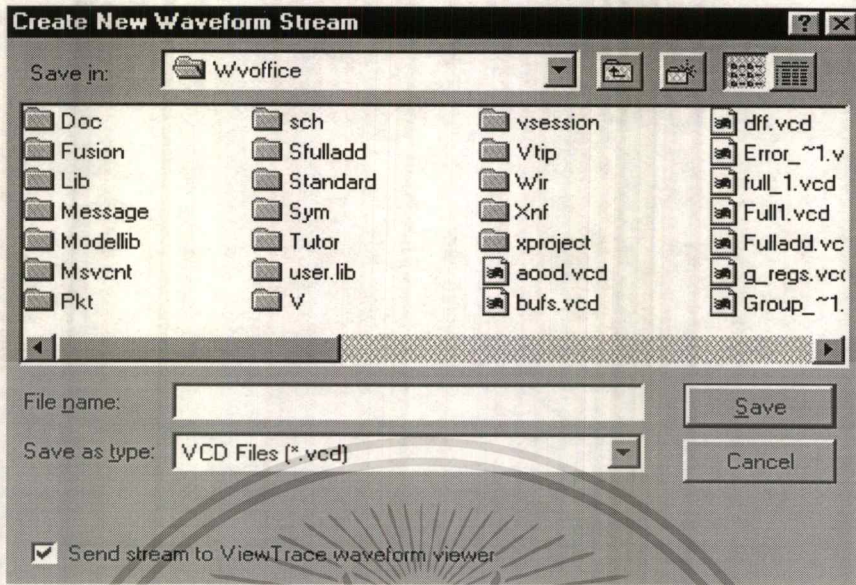 Create New Waveform Stream
Save in: Wvoffice
Doc sch vsession dff.vcd
Fusion Sfulladd Vtip Error_~1.v
Lib Standard Wir full_1.vcd
Message Sym Xnf Full1.vcd
Modellib Tutor xproject Fulladd.vc
Msvcnt user.lib aood.vcd g_regs.vcd
Pkt V bufs.vcd Group_~1.
File name: Save
Save as type: VCD Files (*.vcd) Cancel
Send stream to ViewTrace waveform viewer